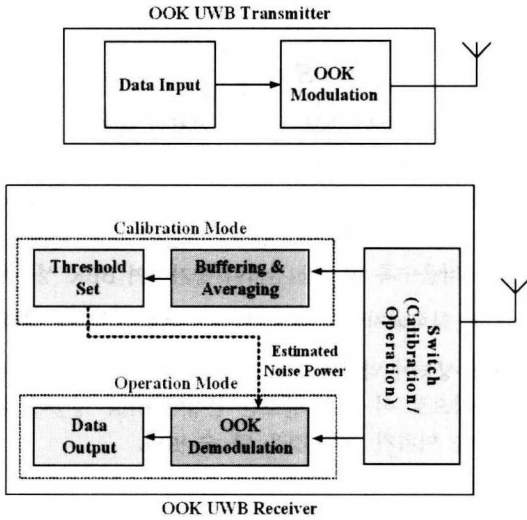 OOK UWB Transmitter
Data Input
OOK
Modulation
Calibration Mode
Threshold
Set
Buffering &
Averaging
Switch
(Calibration/
Operation)
Estimated
Noise Power
Operation Mode
Data
Output
OOK
Demodulation
OOK UWB Receiver